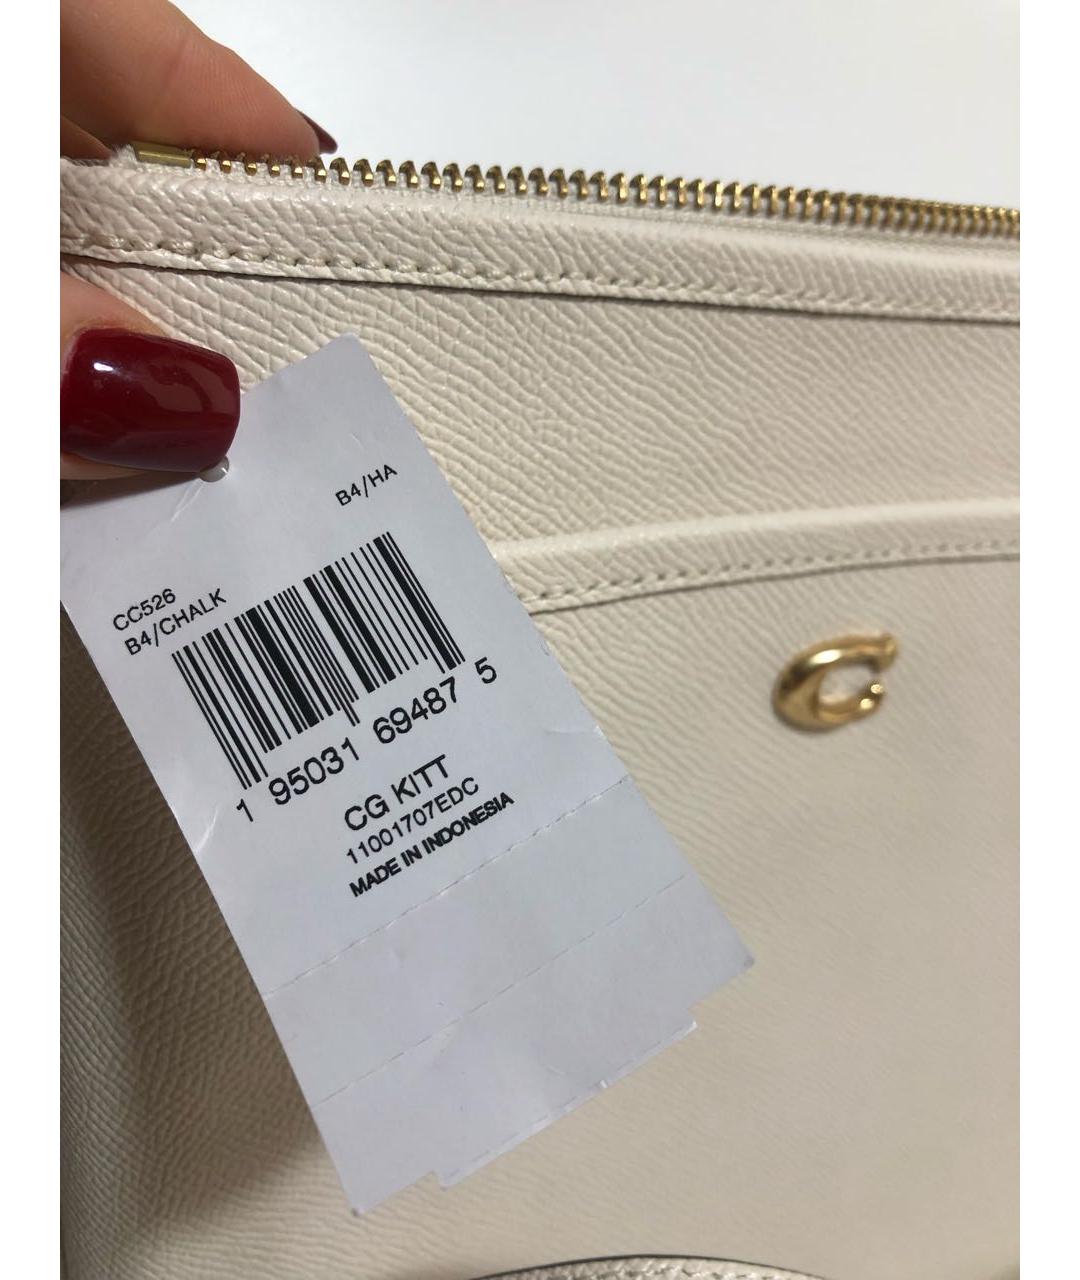 B4/HA
CC526
B4/CHALK
1 95031 69487 5
CG KITT
11001707EDC
MADE IN INDONESIA